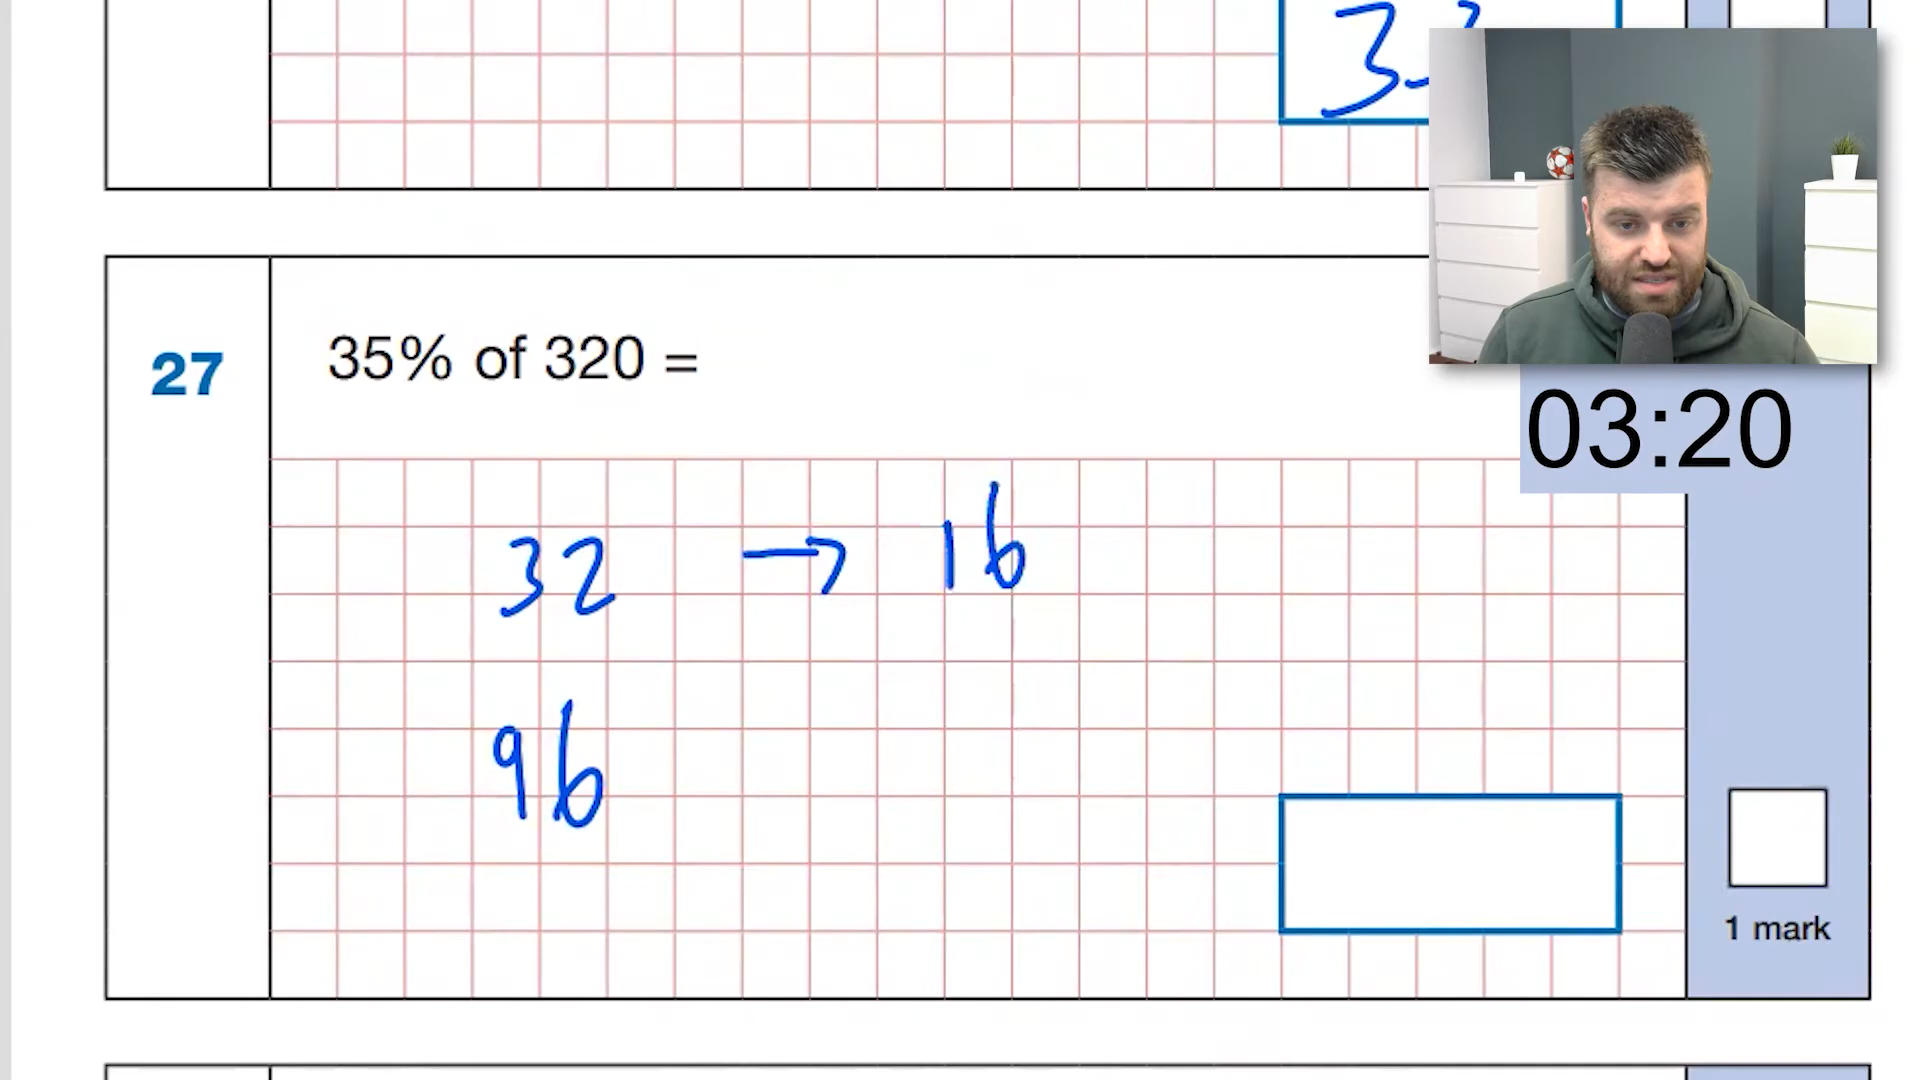 27
35% of 320 =
03:20
32 → 16
96
1 mark